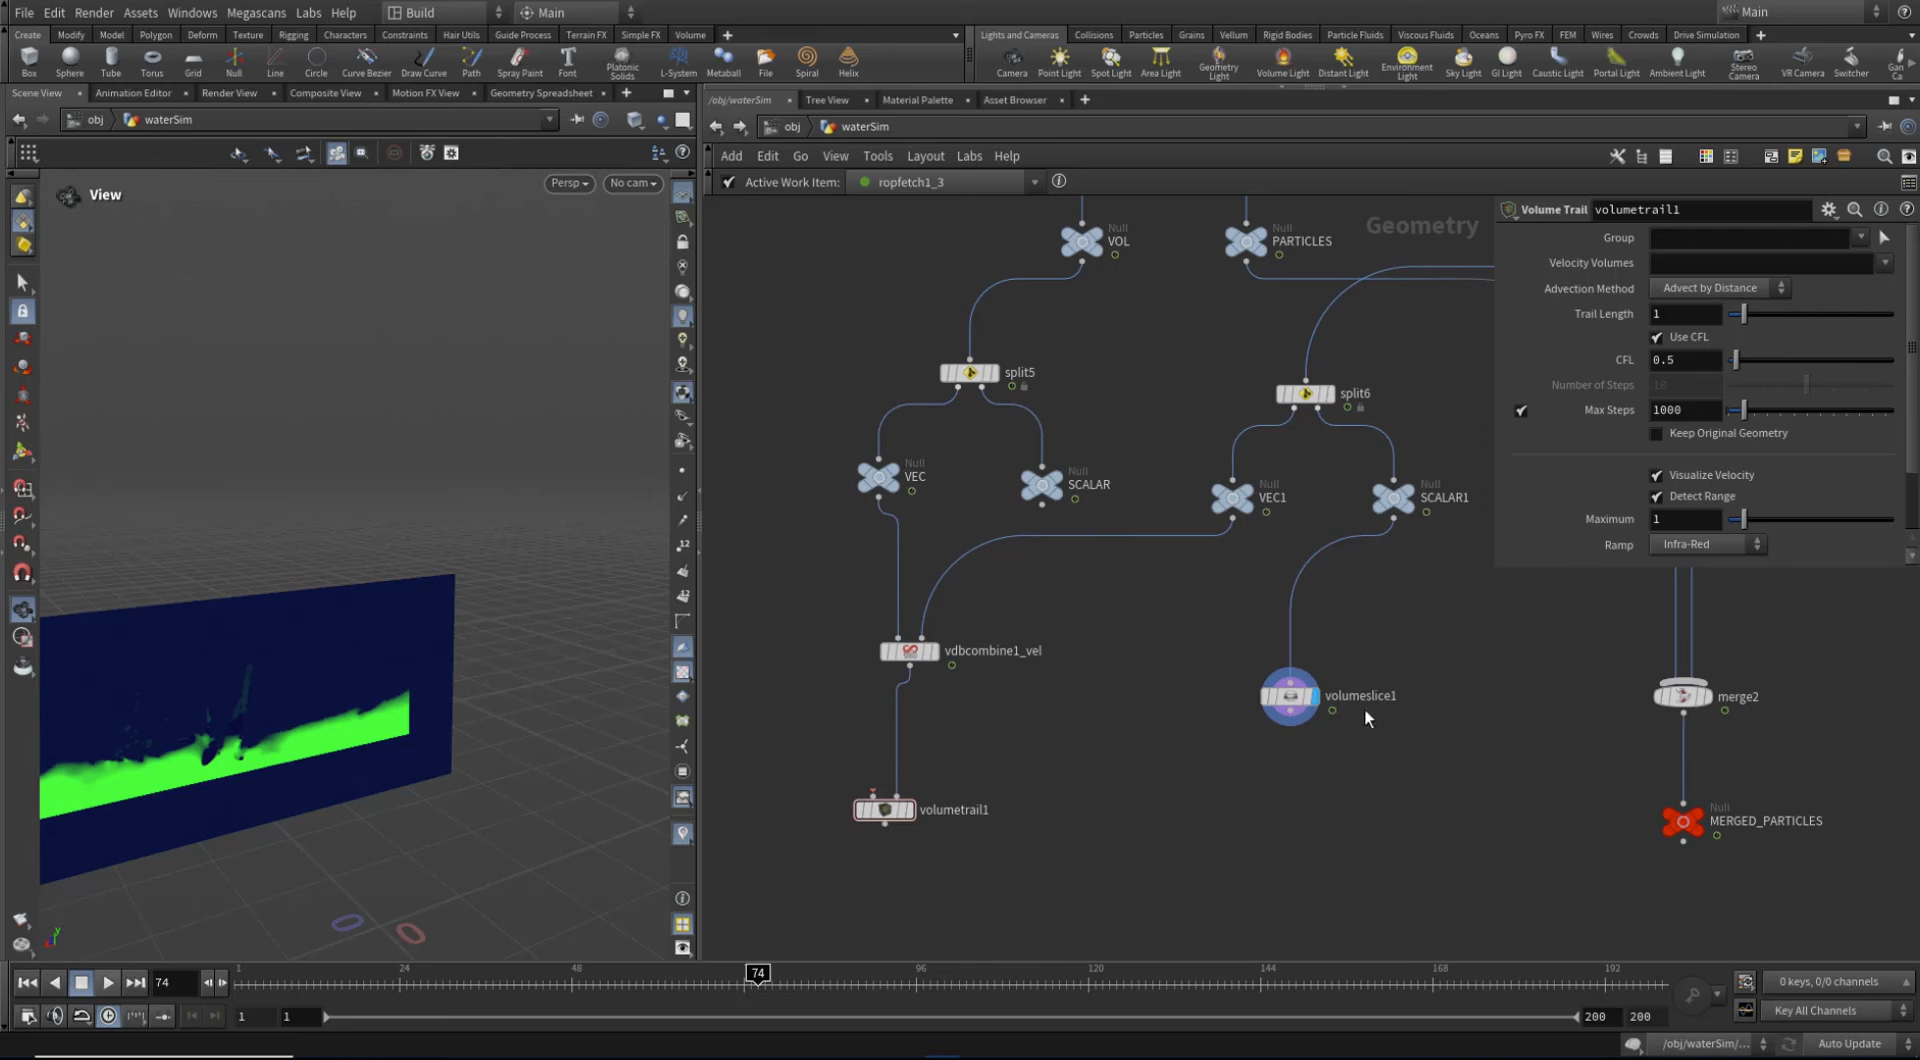 File Edit Render Assets Windows Megascans Labs Help Build Main Main
Create Modify Model Polygon Deform Texture Rigging Characters Constraints Hair Utils Guide Process Terrain FX Simple FX Volume
Lights and Cameras Collisions Particles Grains Vellum Rigid Bodies Particle Fluids Viscous Fluids Oceans Pyro FX FEM Wires Crowds Drive Simulation
Box Sphere Tube Torus Grid Null Line Circle Curve Bezier Draw Curve Path Spray Paint Font Platonic Solids L-System Metaball File Spiral Helix
Camera Point Light Spot Light Area Light Geometry Light Volume Light Distant Light Environment Light Sky Light GI Light Caustic Light Portal Light Ambient Light Stereo Camera VR Camera Switcher Gan Ca
Scene View Animation Editor Render View Composite View Motion FX View Geometry Spreadsheet
/obj/waterSim Tree View Material Palette Asset Browser
obj waterSim
obj waterSim
Add Edit Go View Tools Layout Labs Help
Active Work Item: ropfetch1_3
View
Persp
No cam
Geometry
Null
VOL
Null
PARTICLES
split5
split6
Null
VEC
Null
SCALAR
Null
VEC1
Null
SCALAR1
vdbcombine1_vel
volumeslice1
merge2
volumetrail1
Null
MERGED_PARTICLES
Volume Trail volumetrail1
Group
Velocity Volumes
Advection Method Advect by Distance
Trail Length 1
Use CFL
CFL 0.5
Number of Steps 10
Max Steps 1000
Keep Original Geometry
Visualize Velocity
Detect Range
Maximum 1
Ramp Infra-Red
12
12
y
74
1 24 48 74 96 120 144 168 192
0 keys, 0/0 channels
1 1 200 200
Key All Channels
/obj/waterSim/... Auto Update